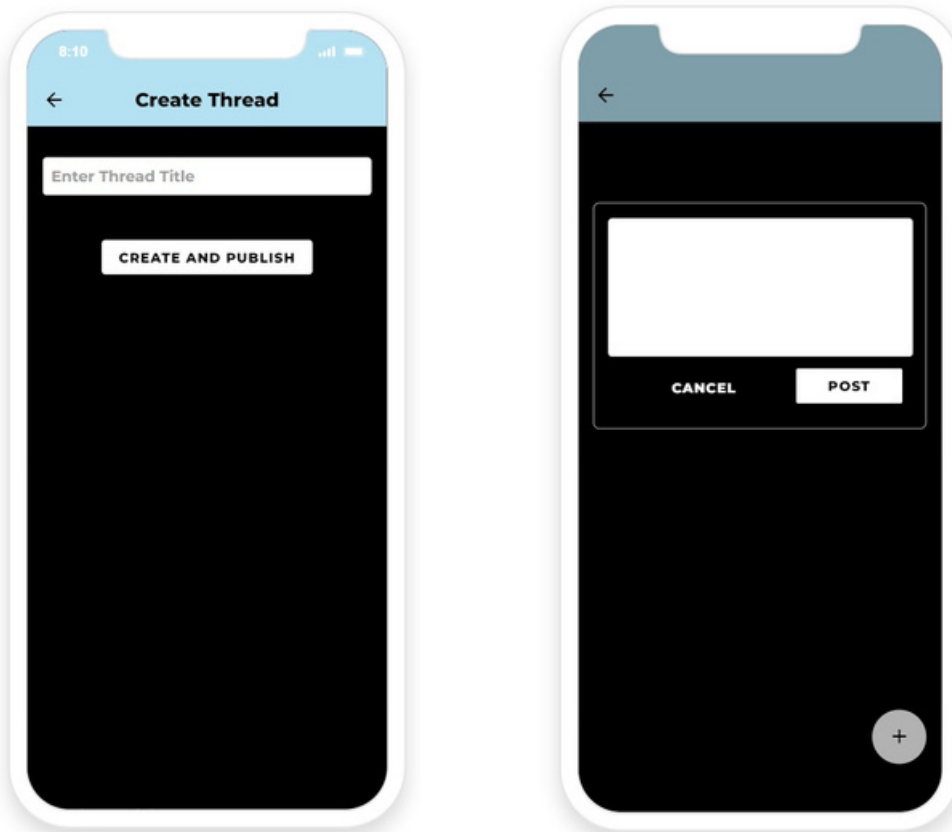 8:10
Create Thread
Enter Thread Title
CREATE AND PUBLISH
CANCEL
POST
+